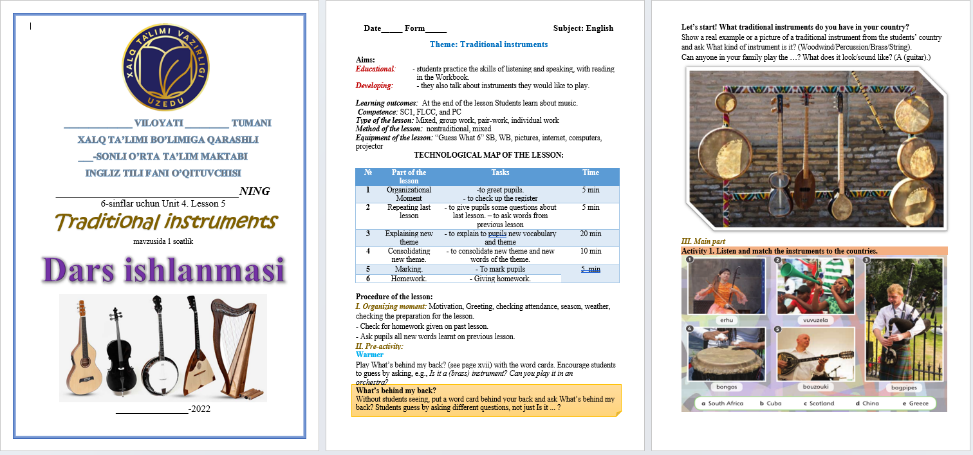 XALQ TALIMI VAZIRLIGI
UZEDU
____________ VILOYATI ________ TUMANI
XALQ TA’LIMI BO’LIMIGA QARASHLI
___-SONLI O’RTA TA’LIM MAKTABI
INGLIZ TILI FANI O’QITUVCHISI
______________________________NING
6-sinflar uchun Unit 4. Lesson 5
Traditional instruments
mavzusida 1 soatlik
Dars ishlanmasi
______________-2022
Date_____ Form_____ Subject: English
Theme: Traditional instruments
Aims:
Educational: - students practice the skills of listening and speaking, with reading
in the Workbook.
Developing: - they also talk about instruments they would like to play.
Learning outcomes: At the end of the lesson Students learn about music.
Competence: SC1, FLCC, and PC
Type of the lesson: Mixed, group work, pair-work, individual work
Method of the lesson: nontraditional, mixed
Equipment of the lesson: “Guess What 6” SB, WB, pictures, internet, computers,
projector
TECHNOLOGICAL MAP OF THE LESSON:
№ Part of the lesson Tasks Time
1 Organizational Moment -to greet pupils. - to check up the register 5 min
2 Repeating last lesson - to give pupils some questions about last lesson. – to ask words from previous lesson 5 min
3 Explaining new theme - to explain to pupils new vocabulary and theme 20 min
4 Consolidating new theme. - to consolidate new theme and new words of the theme. 10 min
5 Marking. - To mark pupils 5 min
6 Homework. - Giving homework.
Procedure of the lesson:
I. Organizing moment: Motivation, Greeting, checking attendance, season, weather,
checking the preparation for the lesson.
- Check for homework given on past lesson.
- Ask pupils all new words learnt on previous lesson.
II. Pre-activity:
Warmer
Play What’s behind my back? (see page xvii) with the word cards. Encourage students
to guess by asking, e.g., Is it a (brass) instrument? Can you play it in an
orchestra?
What’s behind my back?
Without students seeing, put a word card behind your back and ask What’s behind my
back? Students guess by asking different questions, not just Is it ... ?
Let’s start! What traditional instruments do you have in your country?
Show a real example or a picture of a traditional instrument from the students’ country
and ask What kind of instrument is it? (Woodwind/Percussion/Brass/String).
Can anyone in your family play the …? What does it look/sound like? (A (guitar).)
III. Main part
Activity 1. Listen and match the instruments to the countries.
1 2 3
erhu vuvuzela
4 5
bongos bouzouki bagpipes
a South Africa b Cuba c Scotland d China e Greece